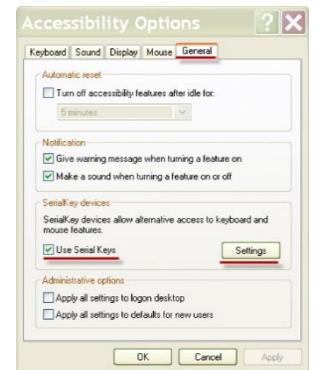 Accessibility Options
Keyboard Sound Display Mouse General
Automatic reset
Turn off accessibility features after idle for:
5 minutes
Notification
Give warning message when turning a feature on
Make a sound when turning a feature on or off
SerialKey devices
SerialKey devices allow alternative access to keyboard and
mouse features.
Use Serial Keys Settings
Administrative options
Apply all settings to logon desktop
Apply all settings to defaults for new users
OK Cancel Apply